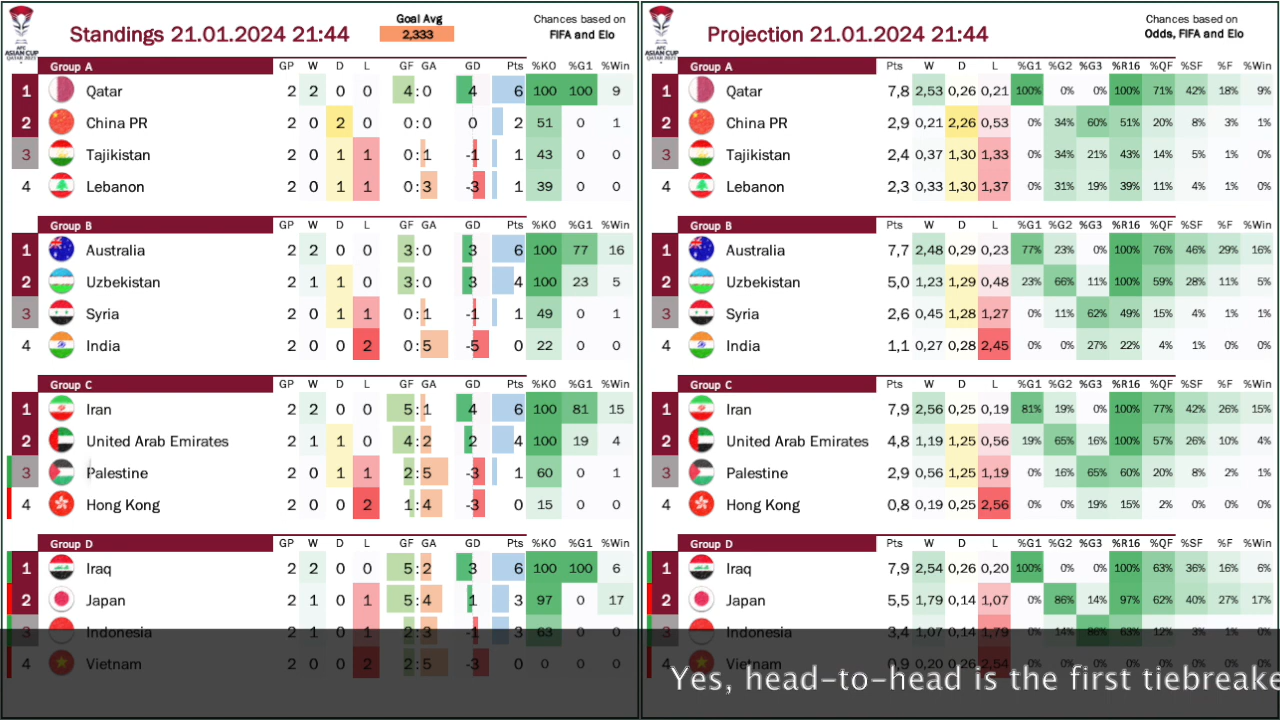 Standings 21.01.2024 21:44
Goal Avg
2,333
Chances based on
FIFA and Elo
AFC
ASIAN CUP
QATAR 2023
Group A GP W D L GF GA GD Pts %KO %G1 %Win
1 Qatar 2 2 0 0 4:0 4 6 100 100 9
2 China PR 2 0 2 0 0:0 0 2 51 0 1
3 Tajikistan 2 0 1 1 0:1 -1 1 43 0 0
4 Lebanon 2 0 1 1 0:3 -3 1 39 0 0
Group B GP W D L GF GA GD Pts %KO %G1 %Win
1 Australia 2 2 0 0 3:0 3 6 100 77 16
2 Uzbekistan 2 1 1 0 3:0 3 4 100 23 5
3 Syria 2 0 1 1 0:1 -1 1 49 0 1
4 India 2 0 0 2 0:5 -5 0 22 0 0
Group C GP W D L GF GA GD Pts %KO %G1 %Win
1 Iran 2 2 0 0 5:1 4 6 100 81 15
2 United Arab Emirates 2 1 1 0 4:2 2 4 100 19 4
3 Palestine 2 0 1 1 2:5 -3 1 60 0 1
4 Hong Kong 2 0 0 2 1:4 -3 0 15 0 0
Group D GP W D L GF GA GD Pts %KO %G1 %Win
1 Iraq 2 2 0 0 5:2 3 6 100 100 6
2 Japan 2 1 0 1 5:4 1 3 97 0 17
3 Indonesia 2 1 0 1 2:3 -1 3 63 0 0
4 Vietnam 2 0 0 2 2:5 -3 0 0 0 0
Projection 21.01.2024 21:44
Chances based on
Odds, FIFA and Elo
AFC
ASIAN CUP
QATAR 2023
Group A Pts W D L %G1 %G2 %G3 %R16 %QF %SF %F %Win
1 Qatar 7,8 2,53 0,26 0,21 100% 0% 0% 100% 71% 42% 18% 9%
2 China PR 2,9 0,21 2,26 0,53 0% 34% 60% 51% 20% 8% 3% 1%
3 Tajikistan 2,4 0,37 1,30 1,33 0% 34% 21% 43% 14% 5% 1% 0%
4 Lebanon 2,3 0,33 1,30 1,37 0% 31% 19% 39% 11% 4% 1% 0%
Group B Pts W D L %G1 %G2 %G3 %R16 %QF %SF %F %Win
1 Australia 7,7 2,48 0,29 0,23 77% 23% 0% 100% 76% 46% 29% 16%
2 Uzbekistan 5,0 1,23 1,29 0,48 23% 66% 11% 100% 59% 28% 11% 5%
3 Syria 2,6 0,45 1,28 1,27 0% 11% 62% 49% 15% 4% 1% 1%
4 India 1,1 0,27 0,28 2,45 0% 0% 27% 22% 4% 1% 0% 0%
Group C Pts W D L %G1 %G2 %G3 %R16 %QF %SF %F %Win
1 Iran 7,9 2,56 0,25 0,19 81% 19% 0% 100% 77% 42% 26% 15%
2 United Arab Emirates 4,8 1,19 1,25 0,56 19% 65% 16% 100% 57% 26% 10% 4%
3 Palestine 2,9 0,56 1,25 1,19 0% 16% 65% 60% 20% 8% 2% 1%
4 Hong Kong 0,8 0,19 0,25 2,56 0% 0% 19% 15% 2% 0% 0% 0%
Group D Pts W D L %G1 %G2 %G3 %R16 %QF %SF %F %Win
1 Iraq 7,9 2,54 0,26 0,20 100% 0% 0% 100% 63% 36% 16% 6%
2 Japan 5,5 1,79 0,14 1,07 0% 86% 14% 97% 62% 40% 27% 17%
3 Indonesia 3,4 1,07 0,14 1,79 0% 14% 86% 63% 12% 3% 1% 0%
4 Vietnam 0,9 0,20 0,26 2,54 0% 0% 0% 0% 0% 0% 0% 0%
Yes, head-to-head is the first tiebreake